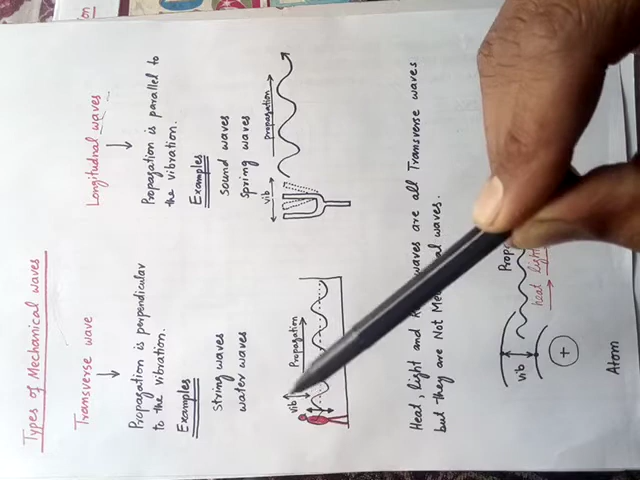 Types of Mechanical waves
Transverse wave
Propagation is perpendicular
to the vibration.
Examples
String waves
water waves
vib
Propagation
Longitudnal waves
Propagation is parallel to
the vibration.
Examples
Sound waves
Spring waves
vib
Propagation
Heat, light and waves are all Transverse waves
but they are Not waves.
vib
heat
Atom